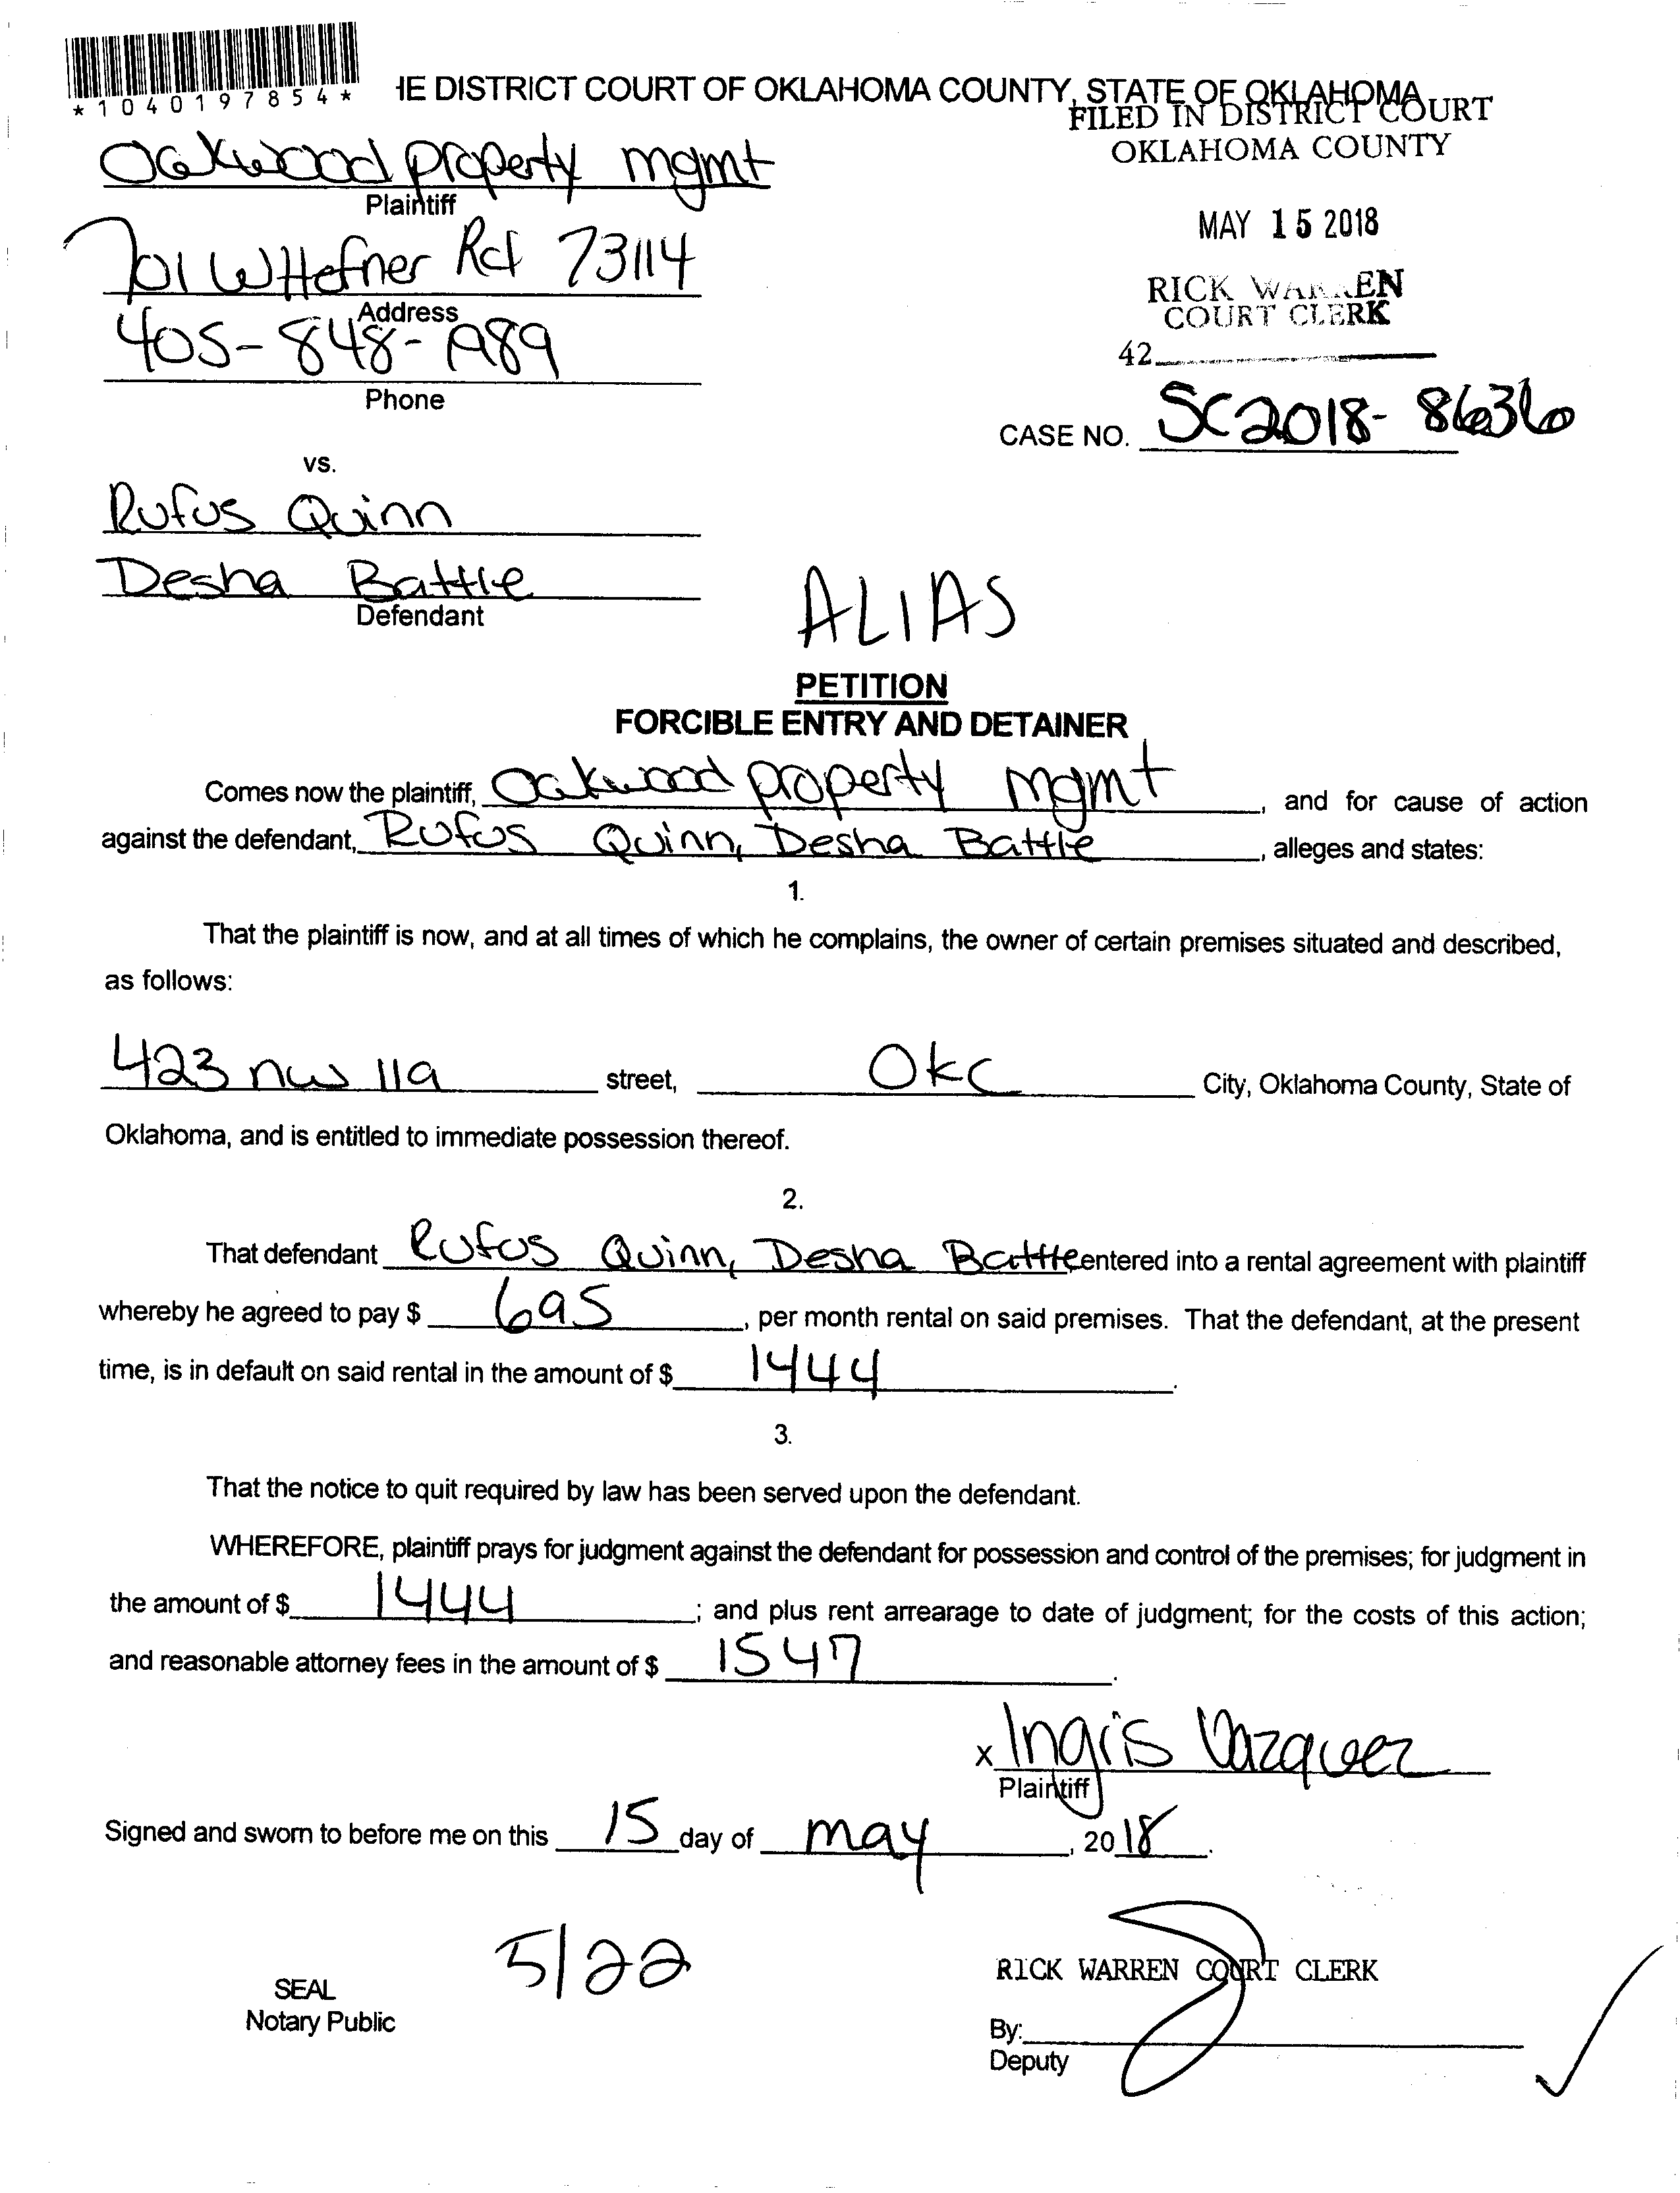 *1040197854*
HE DISTRICT COURT OF OKLAHOMA COUNTY, STATE OF OKLAHOMA
FILED IN DISTRICT COURT
OKLAHOMA COUNTY
Oakwood property mgmt
Plaintiff
MAY 15 2018
701 W Hefner Rd 73114
RICK WARREN
COURT CLERK
Address
405-848-1989
42
Phone
CASE NO. SC2018-8636
vs.
Rufus Quinn
Desha Battle
Defendant
ALIAS
PETITION
FORCIBLE ENTRY AND DETAINER
Comes now the plaintiff, Oakwood property mgmt, and for cause of action
against the defendant, Rufus Quinn, Desha Battle, alleges and states:
1.
That the plaintiff is now, and at all times of which he complains, the owner of certain premises situated and described,
as follows:
423 nw 119 street, OKC City, Oklahoma County, State of
Oklahoma, and is entitled to immediate possession thereof.
2.
That defendant Rufus Quinn, Desha Battle entered into a rental agreement with plaintiff
whereby he agreed to pay $ 695, per month rental on said premises. That the defendant, at the present
time, is in default on said rental in the amount of $ 1444.
3.
That the notice to quit required by law has been served upon the defendant.
WHEREFORE, plaintiff prays for judgment against the defendant for possession and control of the premises; for judgment in
the amount of $ 1444; and plus rent arrearage to date of judgment; for the costs of this action;
and reasonable attorney fees in the amount of $ 1547.
x Ingris Vazquez
Plaintiff
Signed and sworn to before me on this 15 day of may, 2018.
5/22
RICK WARREN COURT CLERK
SEAL
Notary Public
By:
Deputy